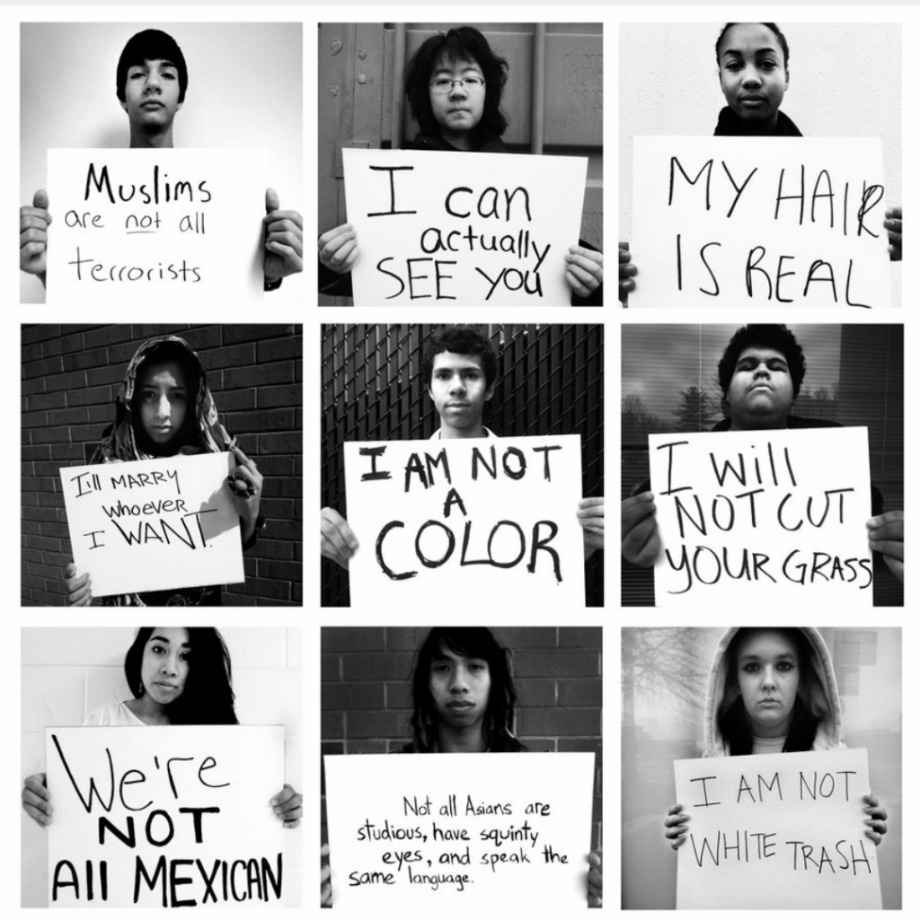 Muslims
are not all
terrorists
I can
actually
SEE you
MY HAIR
IS REAL
I'll MARRY
whoever
I WANT.
I AM NOT
A
COLOR
I Will
NOT CUT
YOUR GRASS
We're
NOT
All MEXICAN
Not all Asians are
studious, have squinty
eyes, and speak the
same language.
I AM NOT
WHITE TRASH